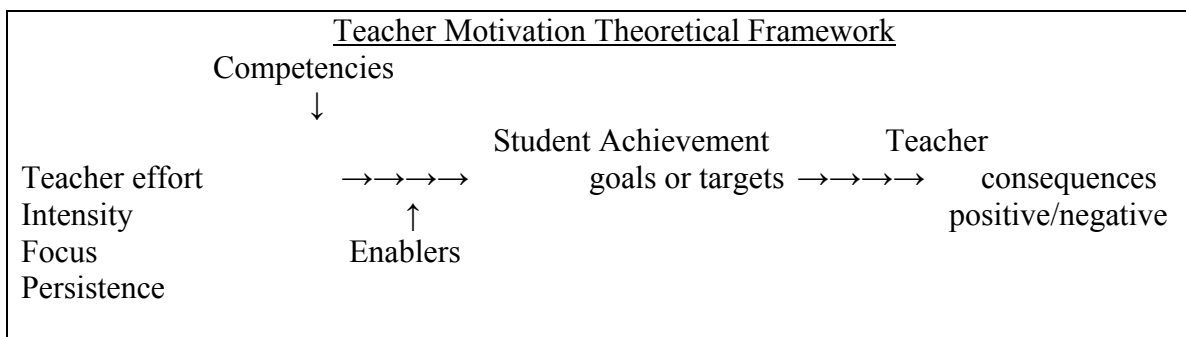 Teacher Motivation Theoretical Framework
Competencies
↓
Student Achievement Teacher
Teacher effort →→→→ goals or targets →→→→ consequences
Intensity ↑ positive/negative
Focus Enablers
Persistence